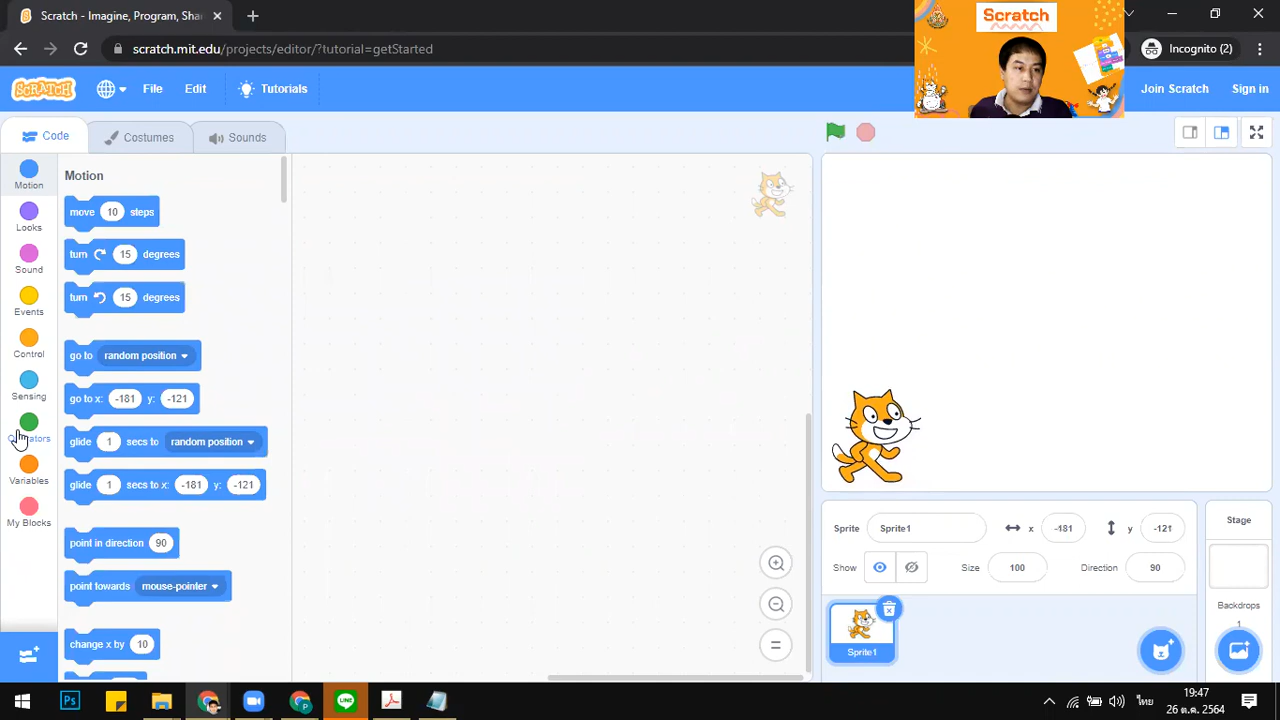 Scratch - Imagine, Program, Sha
scratch.mit.edu/projects/editor/?tutorial=getStarted
Incognito (2)
Scratch
SCRATCH
File
Edit
Tutorials
Join Scratch
Sign in
Code
Costumes
Sounds
Motion
Looks
Sound
Events
Control
Sensing
Operators
Variables
My Blocks
Motion
move 10 steps
turn 15 degrees
turn 15 degrees
go to random position
go to x: -181 y: -121
glide 1 secs to random position
glide 1 secs to x: -181 y: -121
point in direction 90
point towards mouse-pointer
change x by 10
Sprite
Sprite1
x -181
y -121
Show
Size 100
Direction 90
Sprite1
Stage
Backdrops
1
ไทย
19:47
26 ต.ค. 2564